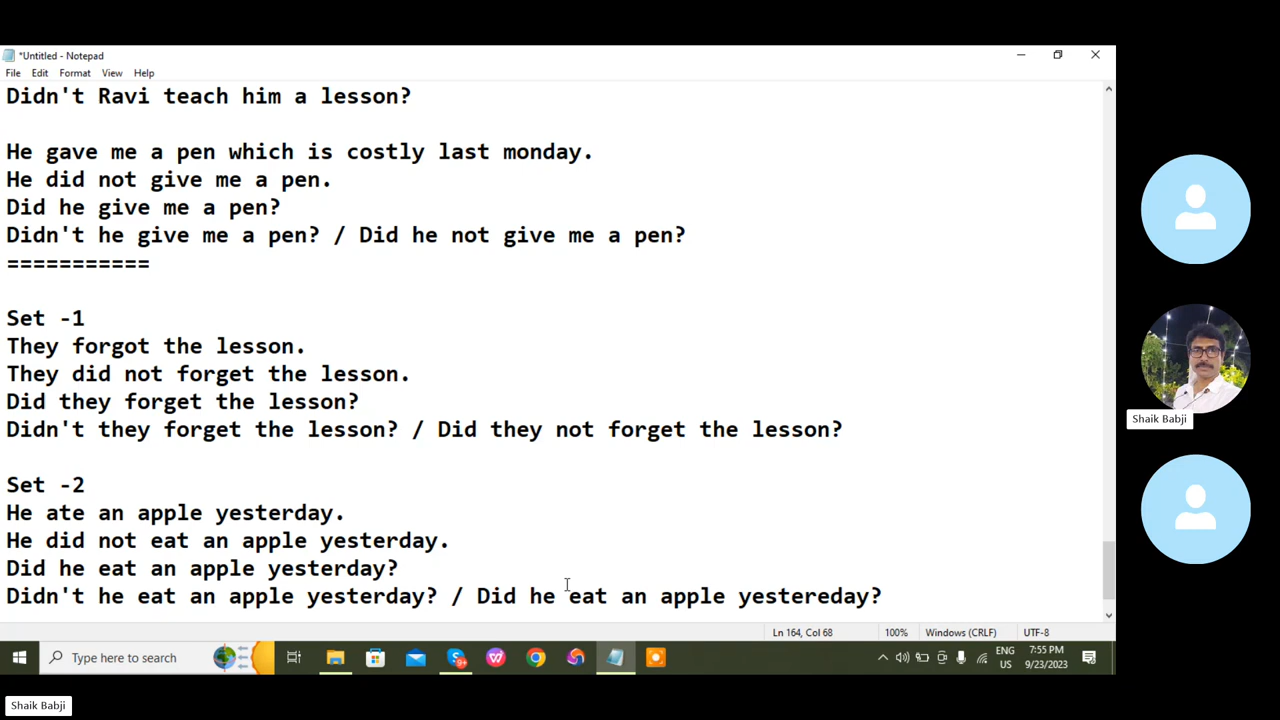 *Untitled - Notepad
File Edit Format View Help
Didn't Ravi teach him a lesson?
He gave me a pen which is costly last monday.
He did not give me a pen.
Did he give me a pen?
Didn't he give me a pen? / Did he not give me a pen?
===========
Set -1
They forgot the lesson.
They did not forget the lesson.
Did they forget the lesson?
Didn't they forget the lesson? / Did they not forget the lesson?
Set -2
He ate an apple yesterday.
He did not eat an apple yesterday.
Did he eat an apple yesterday?
Didn't he eat an apple yesterday? / Did he eat an apple yestereday?
Ln 164, Col 68 100% Windows (CRLF) UTF-8
Type here to search
ENG
US
7:55 PM
9/23/2023
Shaik Babji
Shaik Babji